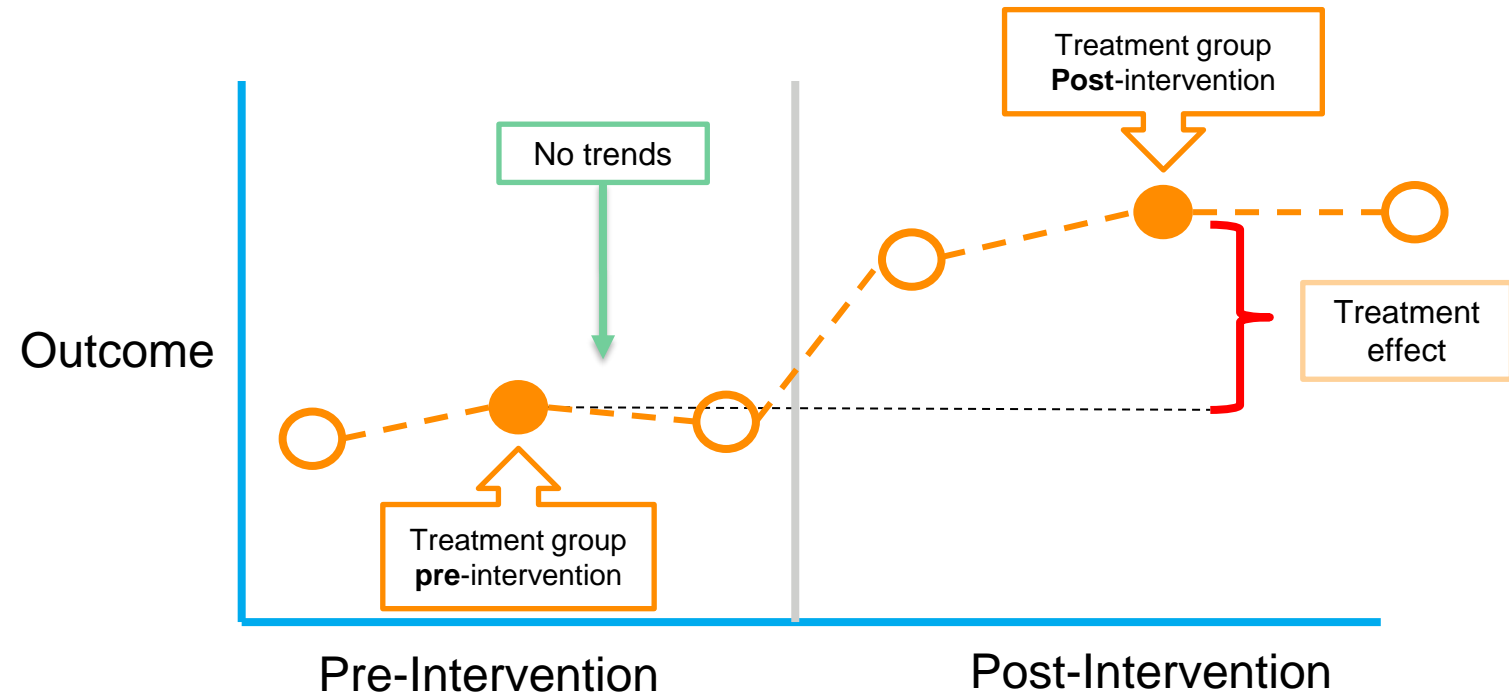 Treatment group
Post-intervention
No trends
Outcome
Treatment
effect
Treatment group
pre-intervention
Pre-Intervention
Post-Intervention